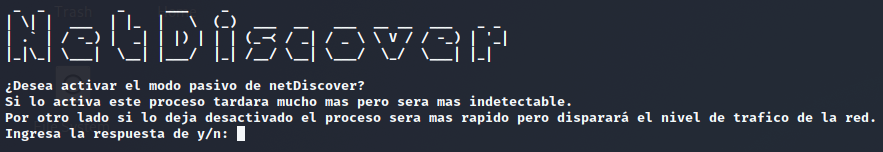 Trash
NetDiscover
¿Desea activar el modo pasivo de netDiscover?
Si lo activa este proceso tardara mucho mas pero sera mas indetectable.
Por otro lado si lo deja desactivado el proceso sera mas rapido pero disparará el nivel de trafico de la red.
Ingresa la respuesta de y/n: